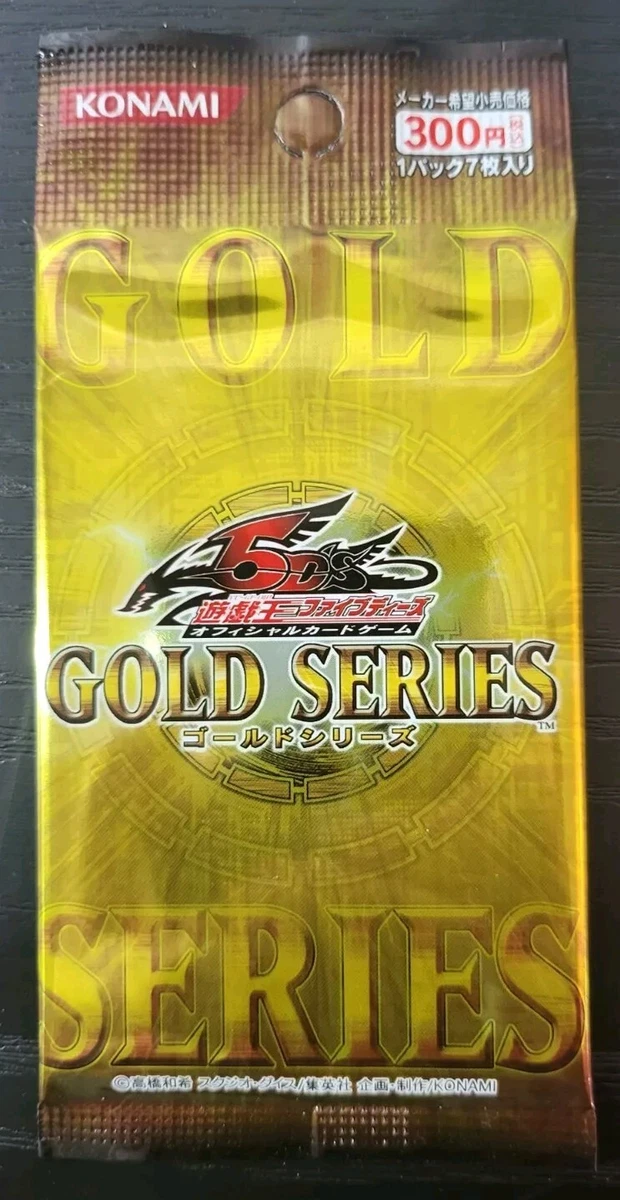 KONAMI
メーカー希望小売価格
300円(税込)
1パック7枚入り
GOLD
5D's
遊戯王ファイブディーズ
オフィシャルカードゲーム
GOLD SERIES
TM
ゴールドシリーズ
SERIES
©高橋和希 スタジオ・ダイス/集英社 企画・制作/KONAMI